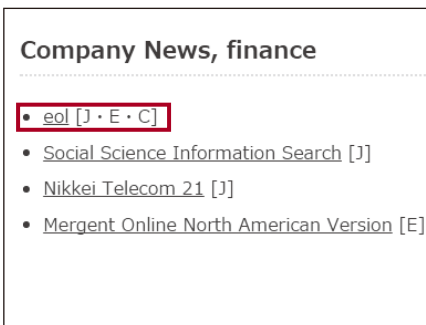 Company News, finance
• eol [J・E・C]
• Social Science Information Search [J]
• Nikkei Telecom 21 [J]
• Mergent Online North American Version [E]